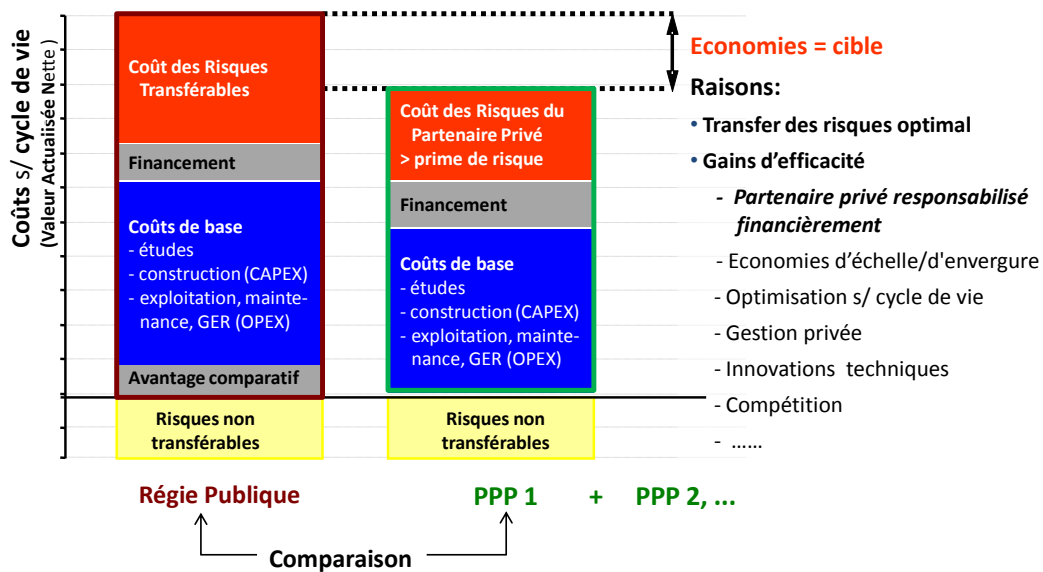 Coûts s/ cycle de vie
(Valeur Actualisée Nette)
Coût des Risques
Transférables
Financement
Coûts de base
- études
- construction (CAPEX)
- exploitation, mainte-
nance, GER (OPEX)
Avantage comparatif
Risques non
transférables
Coût des Risques du
Partenaire Privé
> prime de risque
Financement
Coûts de base
- études
- construction (CAPEX)
- exploitation, mainte-
nance, GER (OPEX)
Risques non
transférables
Economies = cible
Raisons:
• Transfer des risques optimal
• Gains d'efficacité
- Partenaire privé responsabilisé
financièrement
- Economies d'échelle/d'envergure
- Optimisation s/ cycle de vie
- Gestion privée
- Innovations techniques
- Compétition
- ......
Régie Publique
PPP 1 + PPP 2, ...
Comparaison